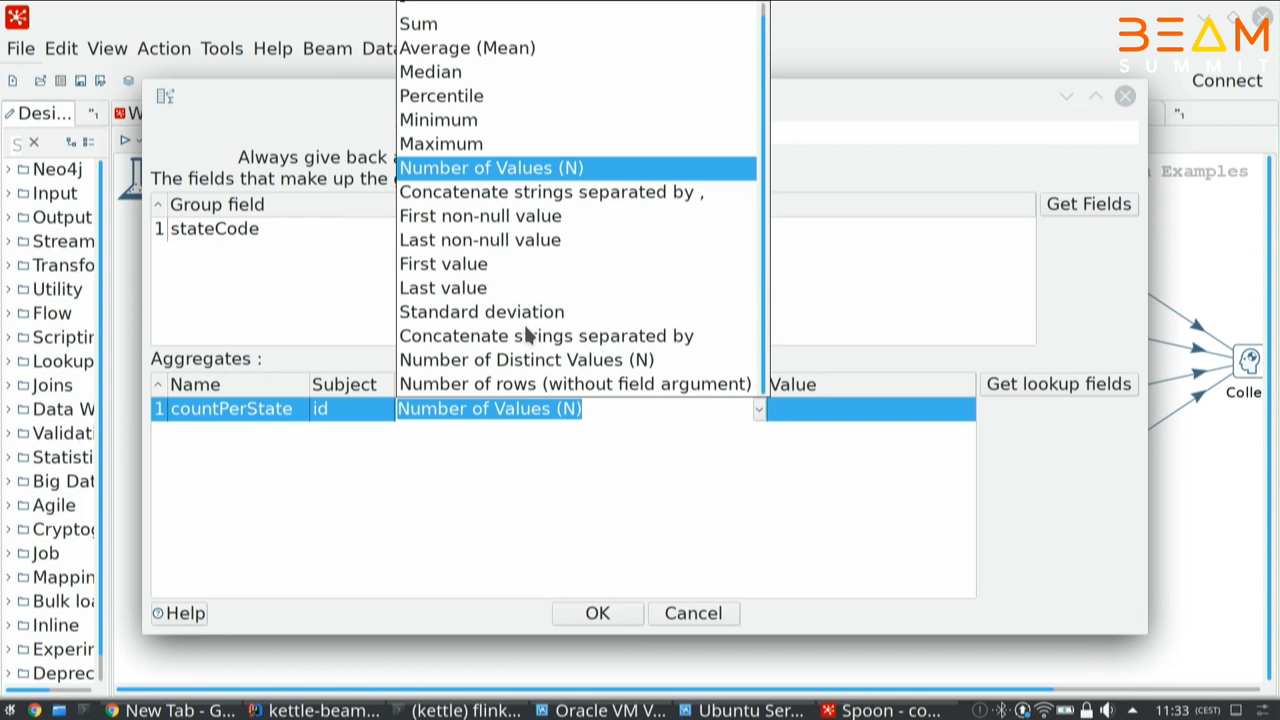 File Edit View Action Tools Help Beam Data
BEAM
SUMMIT
Connect
Desi... "1 W "1
S
Neo4j
Input
Output
Stream
Transfo
Utility
Flow
Scriptin
Lookup
Joins
Data W
Validati
Statisti
Big Dat
Agile
Cryptog
Job
Mappin
Bulk loa
Inline
Experim
Deprec
Always give back a
The fields that make up the
Group field
1 stateCode
Get Fields
Sum
Average (Mean)
Median
Percentile
Minimum
Maximum
Number of Values (N)
Concatenate strings separated by ,
First non-null value
Last non-null value
First value
Last value
Standard deviation
Concatenate strings separated by
Number of Distinct Values (N)
Number of rows (without field argument)
Aggregates :
Name Subject Value
1 countPerState id Number of Values (N)
Get lookup fields
Help OK Cancel
Examples
Colle
New Tab - G... kettle-beam... (kettle) flink... Oracle VM V... Ubuntu Ser... Spoon - co... 11:33 (CEST)